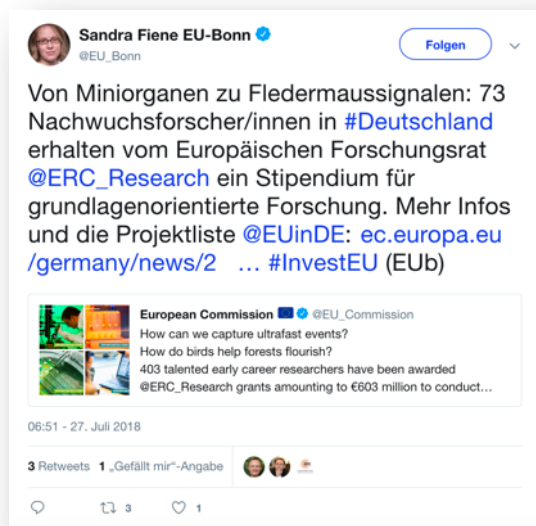 Sandra Fiene EU-Bonn
@EU_Bonn
Folgen
Von Miniorganen zu Fledermaussignalen: 73
Nachwuchsforscher/innen in #Deutschland
erhalten vom Europäischen Forschungsrat
@ERC_Research ein Stipendium für
grundlagenorientierte Forschung. Mehr Infos
und die Projektliste @EUinDE: ec.europa.eu
/germany/news/2 … #InvestEU (EUb)
European Commission @EU_Commission
How can we capture ultrafast events?
How do birds help forests flourish?
403 talented early career researchers have been awarded
@ERC_Research grants amounting to €603 million to conduct…
06:51 - 27. Juli 2018
3 Retweets 1 „Gefällt mir“-Angabe
3 1